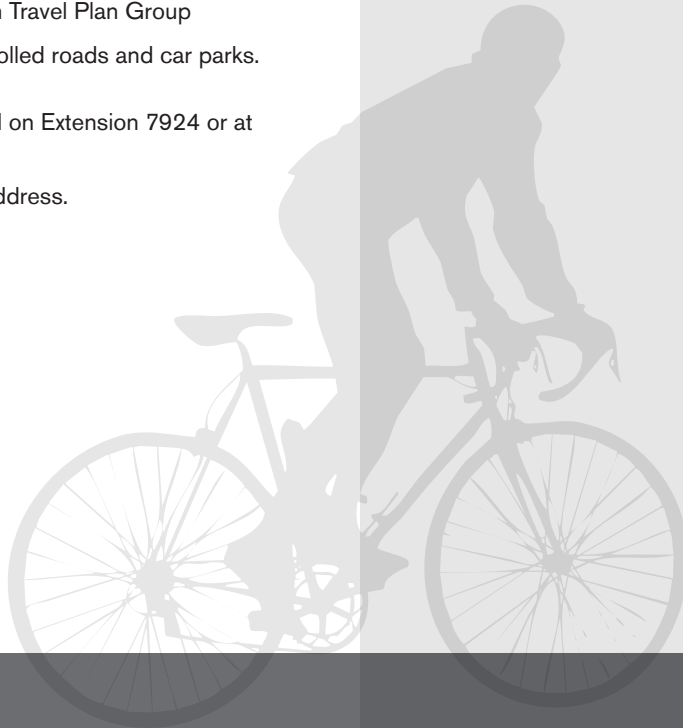 Travel Plan Group
olled roads and car parks.
on Extension 7924 or at
ddress.